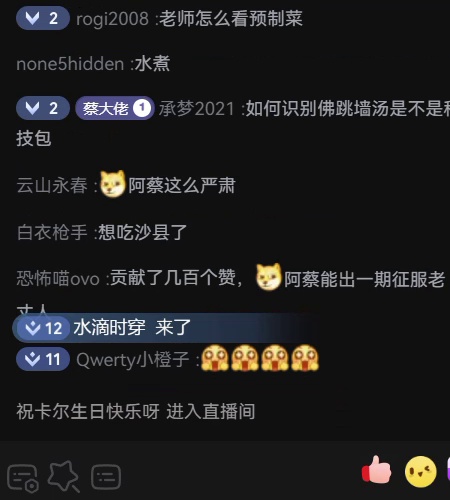 2 rogi2008 :老师怎么看预制菜
none5hidden :水煮
2 蔡大佬 1 承梦2021 :如何识别佛跳墙汤是不是科
技包
云山永春 :阿蔡这么严肃
白衣枪手 :想吃沙县了
恐怖喵ovo :贡献了几百个赞，阿蔡能出一期征服老
丈人
12 水滴时穿 来了
11 Qwerty小橙子 :
祝卡尔生日快乐呀 进入直播间